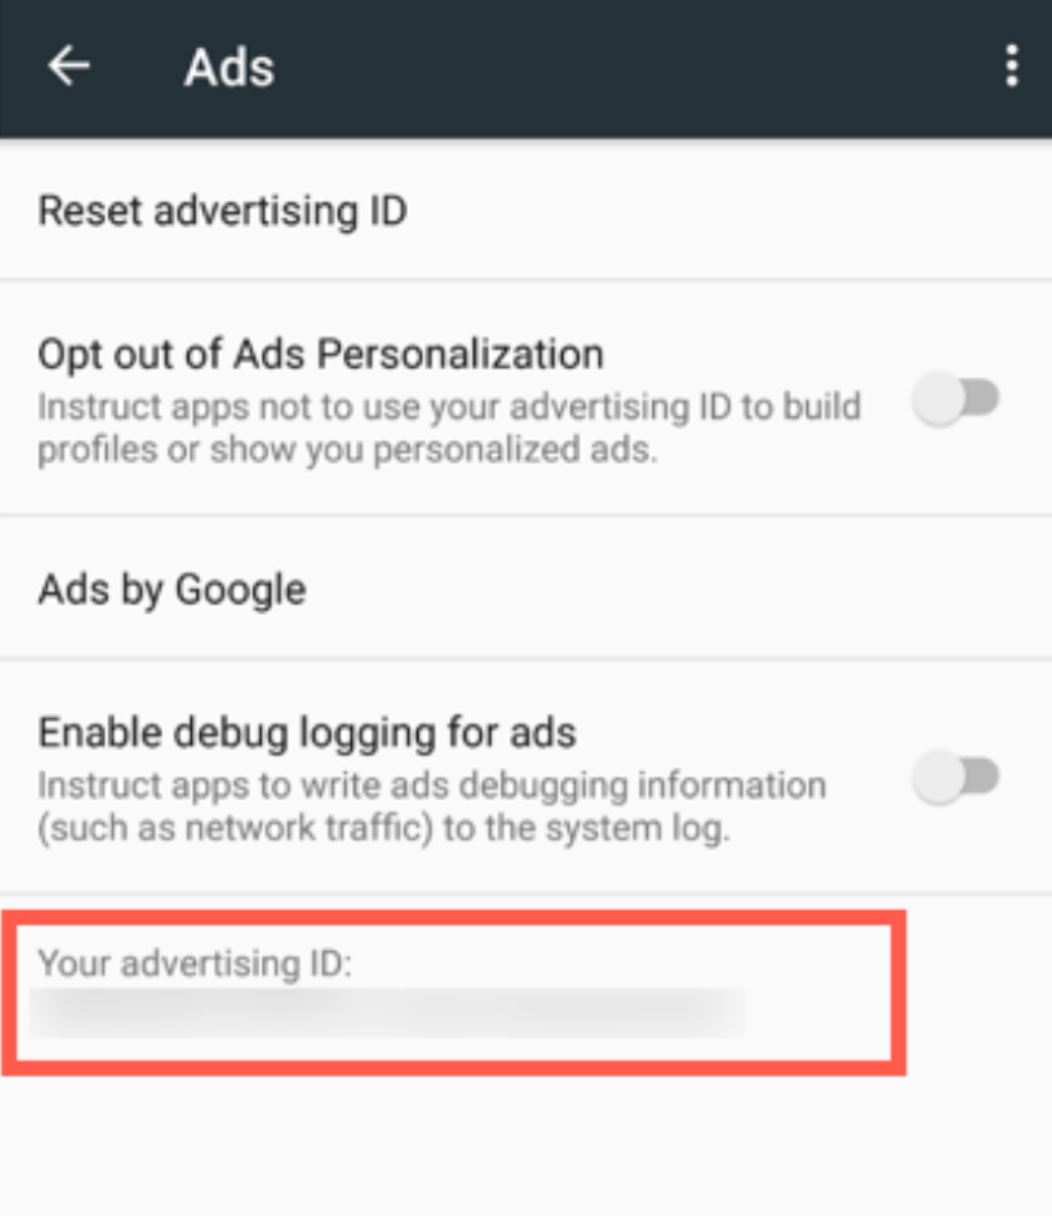 Ads
Reset advertising ID
Opt out of Ads Personalization
Instruct apps not to use your advertising ID to build
profiles or show you personalized ads.
Ads by Google
Enable debug logging for ads
Instruct apps to write ads debugging information
(such as network traffic) to the system log.
Your advertising ID: